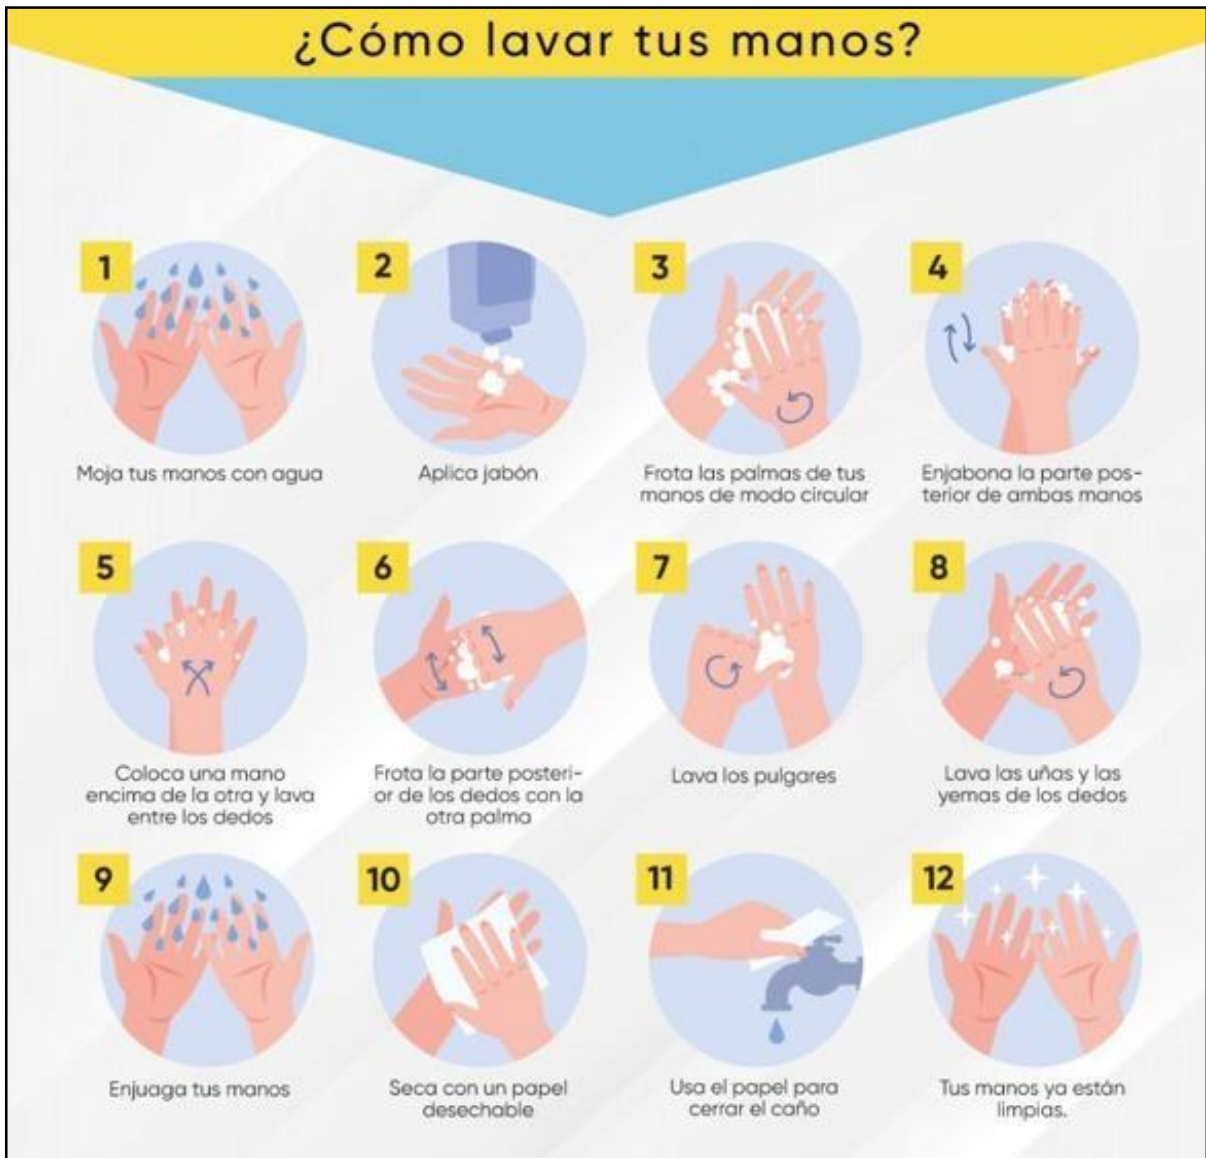 ¿Cómo lavar tus manos?
1
Moja tus manos con agua
2
Aplica jabón
3
Frota las palmas de tus
manos de modo circular
4
Enjabona la parte pos-
terior de ambas manos
5
Coloca una mano
encima de la otra y lava
entre los dedos
6
Frota la parte posteri-
or de los dedos con la
otra palma
7
Lava los pulgares
8
Lava las uñas y las
yemas de los dedos
9
Enjuaga tus manos
10
Seca con un papel
desechable
11
Usa el papel para
cerrar el caño
12
Tus manos ya están
limpias.